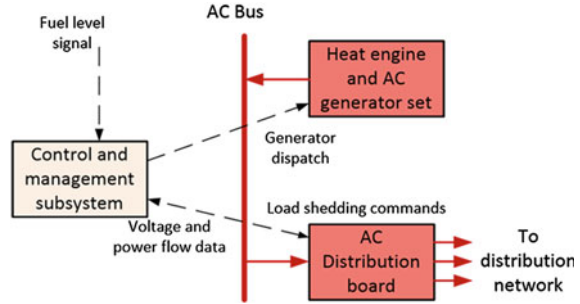 Fuel level
signal
AC Bus
Heat engine
and AC
generator set
Generator
dispatch
Control and
management
subsystem
Voltage and
power flow data
Load shedding commands
AC
Distribution
board
To
distribution
network